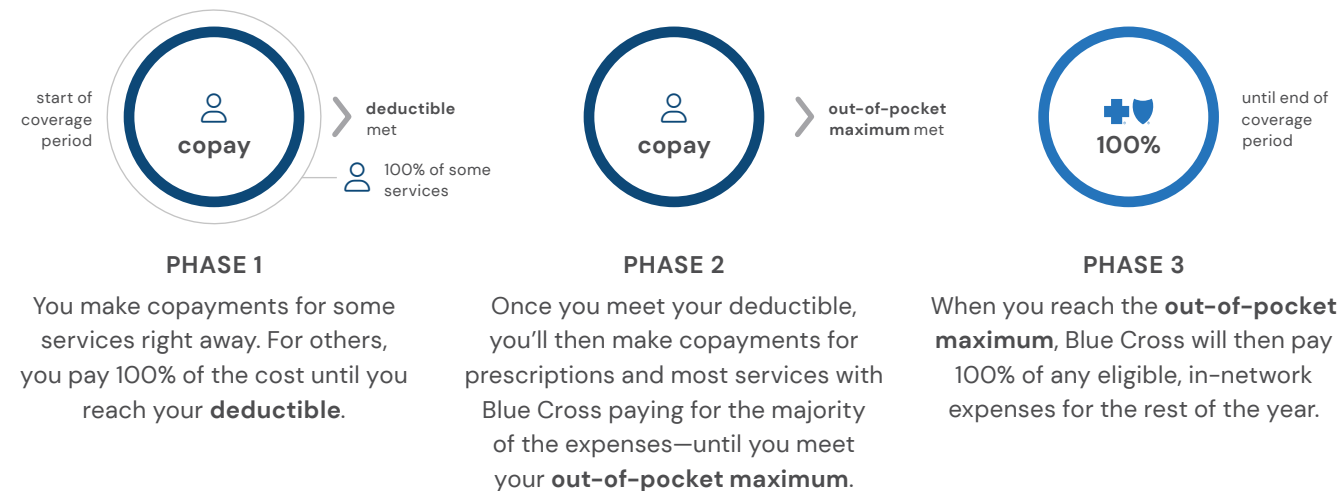 start of
coverage
period
copay
deductible
met
100% of some
services
PHASE 1
You make copayments for some
services right away. For others,
you pay 100% of the cost until you
reach your deductible.
copay
out-of-pocket
maximum met
PHASE 2
Once you meet your deductible,
you’ll then make copayments for
prescriptions and most services with
Blue Cross paying for the majority
of the expenses—until you meet
your out-of-pocket maximum.
100%
until end of
coverage
period
PHASE 3
When you reach the out-of-pocket
maximum, Blue Cross will then pay
100% of any eligible, in-network
expenses for the rest of the year.